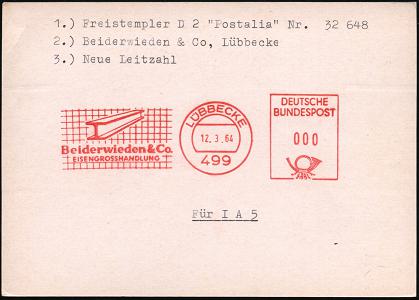 1.) Freistempler D 2 "Postalia" Nr. 32 648
2.) Beiderwieden & Co, Lübbecke
3.) Neue Leitzahl
Beiderwieden & Co.
EISENGROSSHANDLUNG
LÜBBECKE
12.3.64
499
DEUTSCHE
BUNDESPOST
000
Für I A 5